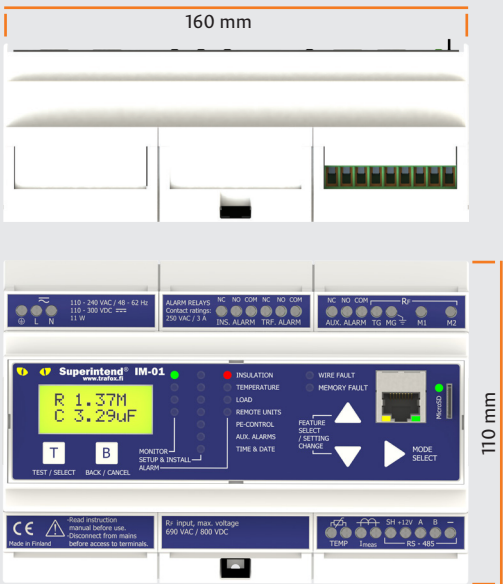 160 mm
110 - 240 VAC / 48 - 62 Hz
110 - 300 VDC
11 W
L N
ALARM RELAYS
Contact ratings:
250 VAC / 3 A
NC NO COM NC NO COM
INS. ALARM TRF. ALARM
NC NO COM RF
AUX. ALARM TG MG M1 M2
Superintend® IM-01
www.trafox.fi
R 1.37M
C 3.29uF
T
TEST / SELECT
B
BACK / CANCEL
MONITOR
SETUP & INSTALL
ALARM
INSULATION
TEMPERATURE
LOAD
REMOTE UNITS
PE-CONTROL
AUX. ALARMS
TIME & DATE
WIRE FAULT
MEMORY FAULT
FEATURE
SELECT
/ SETTING
CHANGE
MODE
SELECT
MicroSD
110 mm
CE
Made in Finland
-Read instruction
manual before use.
-Disconnect from mains
before access to terminals.
RF input, max. voltage
690 VAC / 800 VDC
SH +12V A B −
TEMP Imeas RS - 485